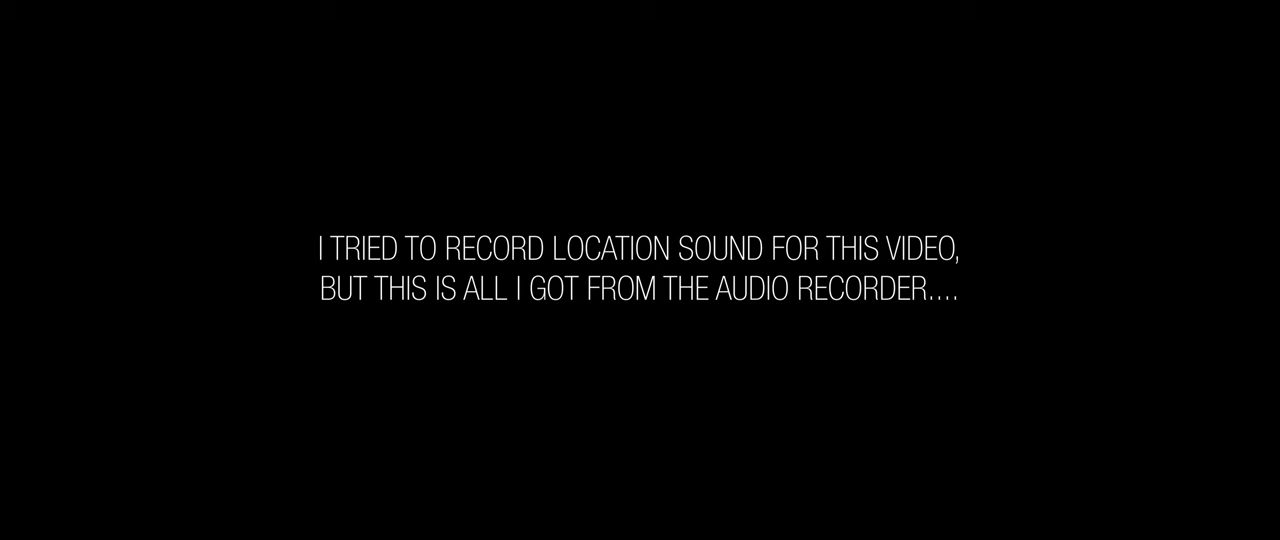 I TRIED TO RECORD LOCATION SOUND FOR THIS VIDEO,
BUT THIS IS ALL I GOT FROM THE AUDIO RECORDER....